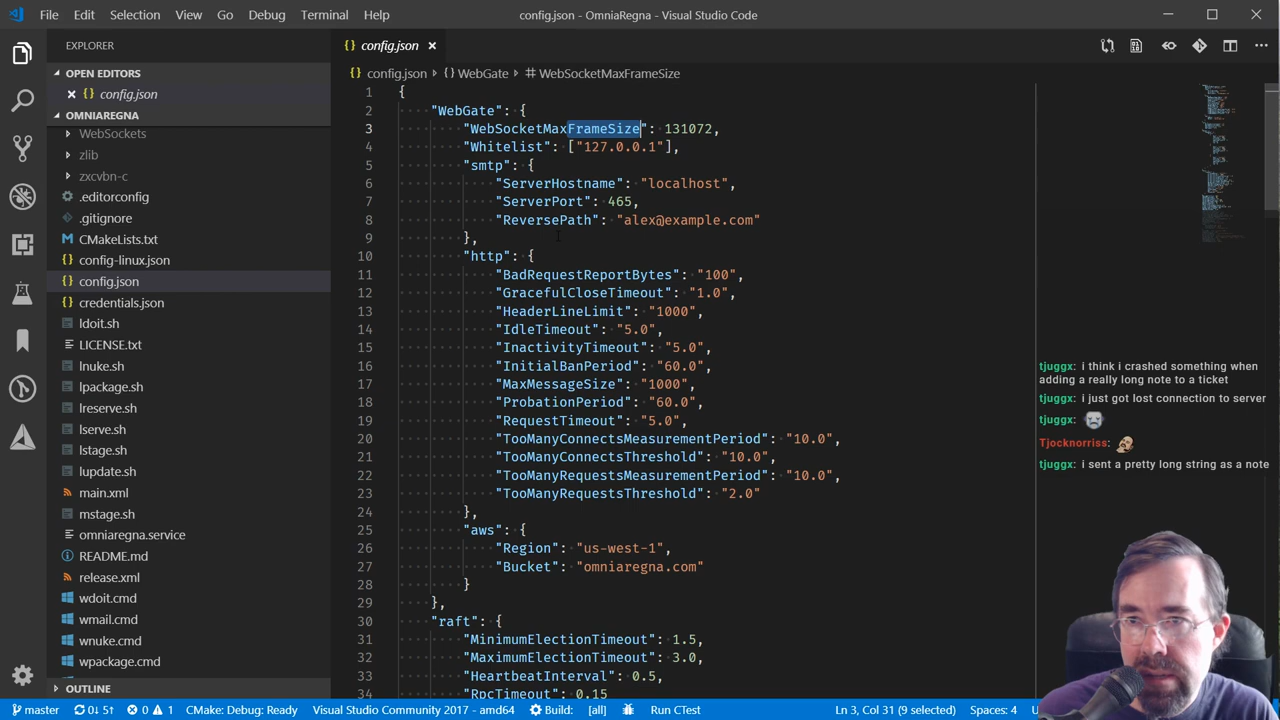 File Edit Selection View Go Debug Terminal Help config.json - OmniaRegna - Visual Studio Code
EXPLORER
OPEN EDITORS
config.json
OMNIAREGNA
WebSockets
zlib
zxcvbn-c
.editorconfig
.gitignore
CMakeLists.txt
config-linux.json
config.json
credentials.json
ldoit.sh
LICENSE.txt
lnuke.sh
lpackage.sh
lreserve.sh
lserve.sh
lstage.sh
lupdate.sh
main.xml
mstage.sh
omniaregna.service
README.md
release.xml
wdoit.cmd
wmail.cmd
wnuke.cmd
wpackage.cmd
OUTLINE
{} config.json
{} config.json {} WebGate # WebSocketMaxFrameSize
1 {
2 "WebGate": {
3 "WebSocketMaxFrameSize": 131072,
4 "Whitelist": ["127.0.0.1"],
5 "smtp": {
6 "ServerHostname": "localhost",
7 "ServerPort": 465,
8 "ReversePath": "alex@example.com"
9 },
10 "http": {
11 "BadRequestReportBytes": "100",
12 "GracefulCloseTimeout": "1.0",
13 "HeaderLineLimit": "1000",
14 "IdleTimeout": "5.0",
15 "InactivityTimeout": "5.0",
16 "InitialBanPeriod": "60.0",
17 "MaxMessageSize": "1000",
18 "ProbationPeriod": "60.0",
19 "RequestTimeout": "5.0",
20 "TooManyConnectsMeasurementPeriod": "10.0",
21 "TooManyConnectsThreshold": "10.0",
22 "TooManyRequestsMeasurementPeriod": "10.0",
23 "TooManyRequestsThreshold": "2.0"
24 },
25 "aws": {
26 "Region": "us-west-1",
27 "Bucket": "omniaregna.com"
28 }
29 },
30 "raft": {
31 "MinimumElectionTimeout": 1.5,
32 "MaximumElectionTimeout": 3.0,
33 "HeartbeatInterval": 0.5,
34 "RpcTimeout": 0.15
tjuggx: i think i crashed something when
adding a really long note to a ticket
tjuggx: i just got lost connection to server
tjuggx:
Tjocknorriss:
tjuggx: i sent a pretty long string as a note
master 0↓ 5↑ 0 1 CMake: Debug: Ready Visual Studio Community 2017 - amd64 Build: [all] Run CTest Ln 3, Col 31 (9 selected) Spaces: 4